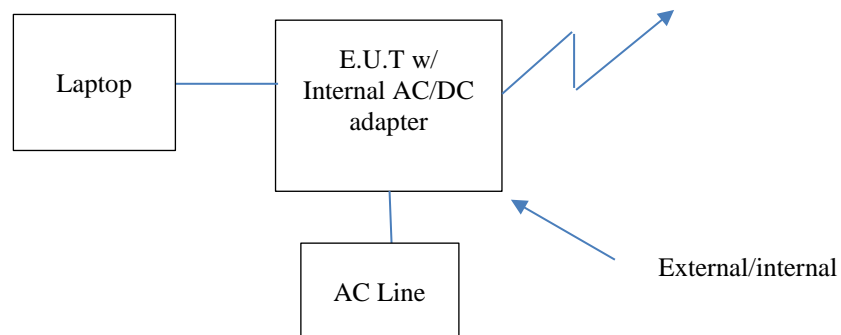 Laptop
E.U.T w/
Internal AC/DC
adapter
AC Line
External/internal